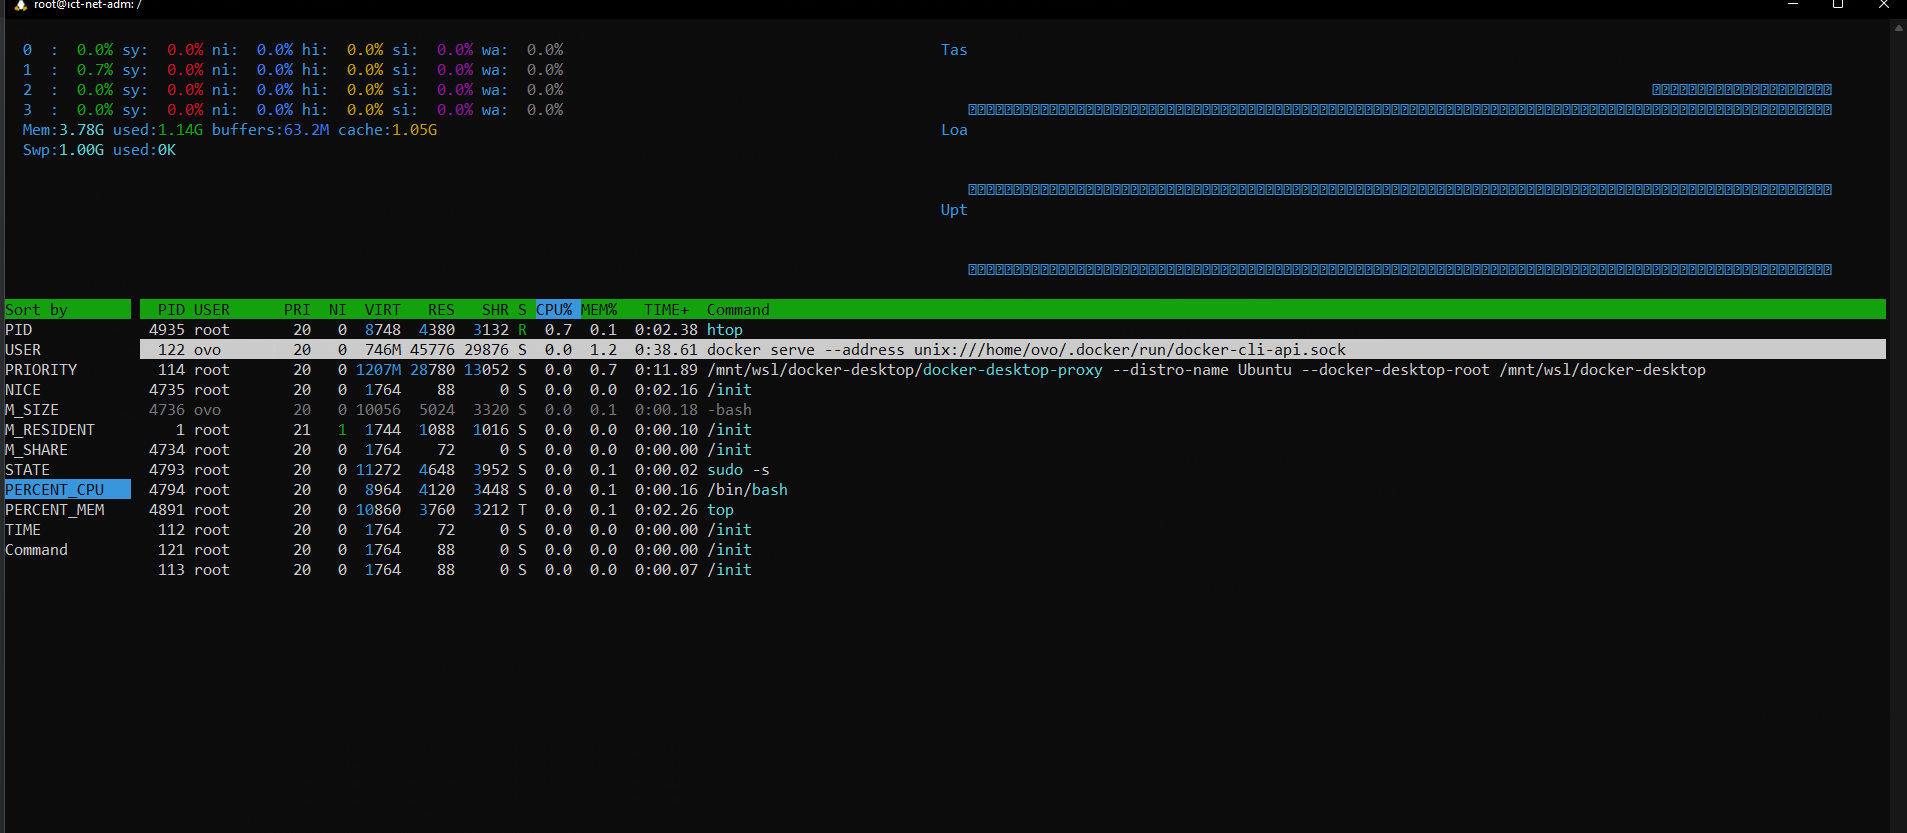 root@ict-net-adm: /
0 : 0.0% sy: 0.0% ni: 0.0% hi: 0.0% si: 0.0% wa: 0.0% Tas
1 : 0.7% sy: 0.0% ni: 0.0% hi: 0.0% si: 0.0% wa: 0.0%
2 : 0.0% sy: 0.0% ni: 0.0% hi: 0.0% si: 0.0% wa: 0.0%
3 : 0.0% sy: 0.0% ni: 0.0% hi: 0.0% si: 0.0% wa: 0.0%
Mem:3.78G used:1.14G buffers:63.2M cache:1.05G Loa
Swp:1.00G used:0K
Upt
Sort by PID USER PRI NI VIRT RES SHR S CPU% MEM% TIME+ Command
PID 4935 root 20 0 8748 4380 3132 R 0.7 0.1 0:02.38 htop
USER 122 ovo 20 0 746M 45776 29876 S 0.0 1.2 0:38.61 docker serve --address unix:///home/ovo/.docker/run/docker-cli-api.sock
PRIORITY 114 root 20 0 1207M 28780 13052 S 0.0 0.7 0:11.89 /mnt/wsl/docker-desktop/docker-desktop-proxy --distro-name Ubuntu --docker-desktop-root /mnt/wsl/docker-desktop
NICE 4735 root 20 0 1764 88 0 S 0.0 0.0 0:02.16 /init
M_SIZE 4736 ovo 20 0 10056 5024 3320 S 0.0 0.1 0:00.18 -bash
M_RESIDENT 1 root 21 1 1744 1088 1016 S 0.0 0.0 0:00.10 /init
M_SHARE 4734 root 20 0 1764 72 0 S 0.0 0.0 0:00.00 /init
STATE 4793 root 20 0 11272 4648 3952 S 0.0 0.1 0:00.02 sudo -s
PERCENT_CPU 4794 root 20 0 8964 4120 3448 S 0.0 0.1 0:00.16 /bin/bash
PERCENT_MEM 4891 root 20 0 10860 3760 3212 T 0.0 0.1 0:02.26 top
TIME 112 root 20 0 1764 72 0 S 0.0 0.0 0:00.00 /init
Command 121 root 20 0 1764 88 0 S 0.0 0.0 0:00.00 /init
113 root 20 0 1764 88 0 S 0.0 0.0 0:00.07 /init